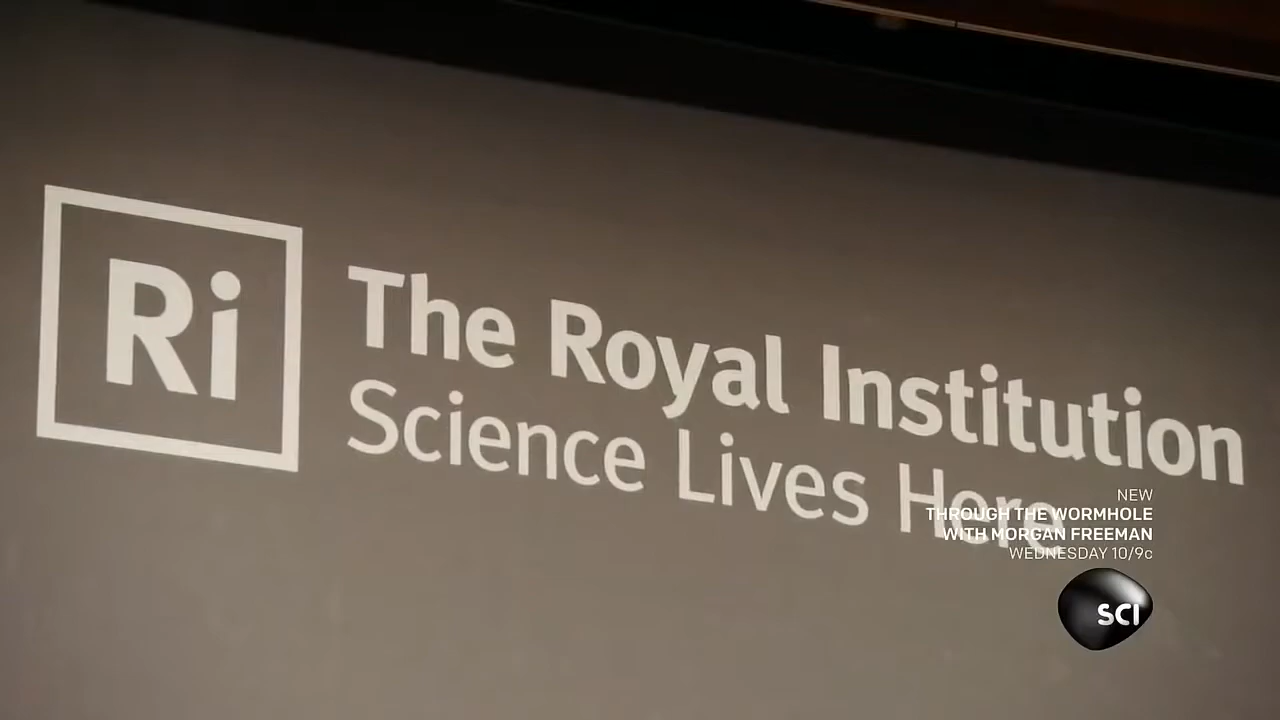 Ri
The Royal Institution
Science Lives Here
NEW
THROUGH THE WORMHOLE
WITH MORGAN FREEMAN
WEDNESDAY 10/9c
SCI